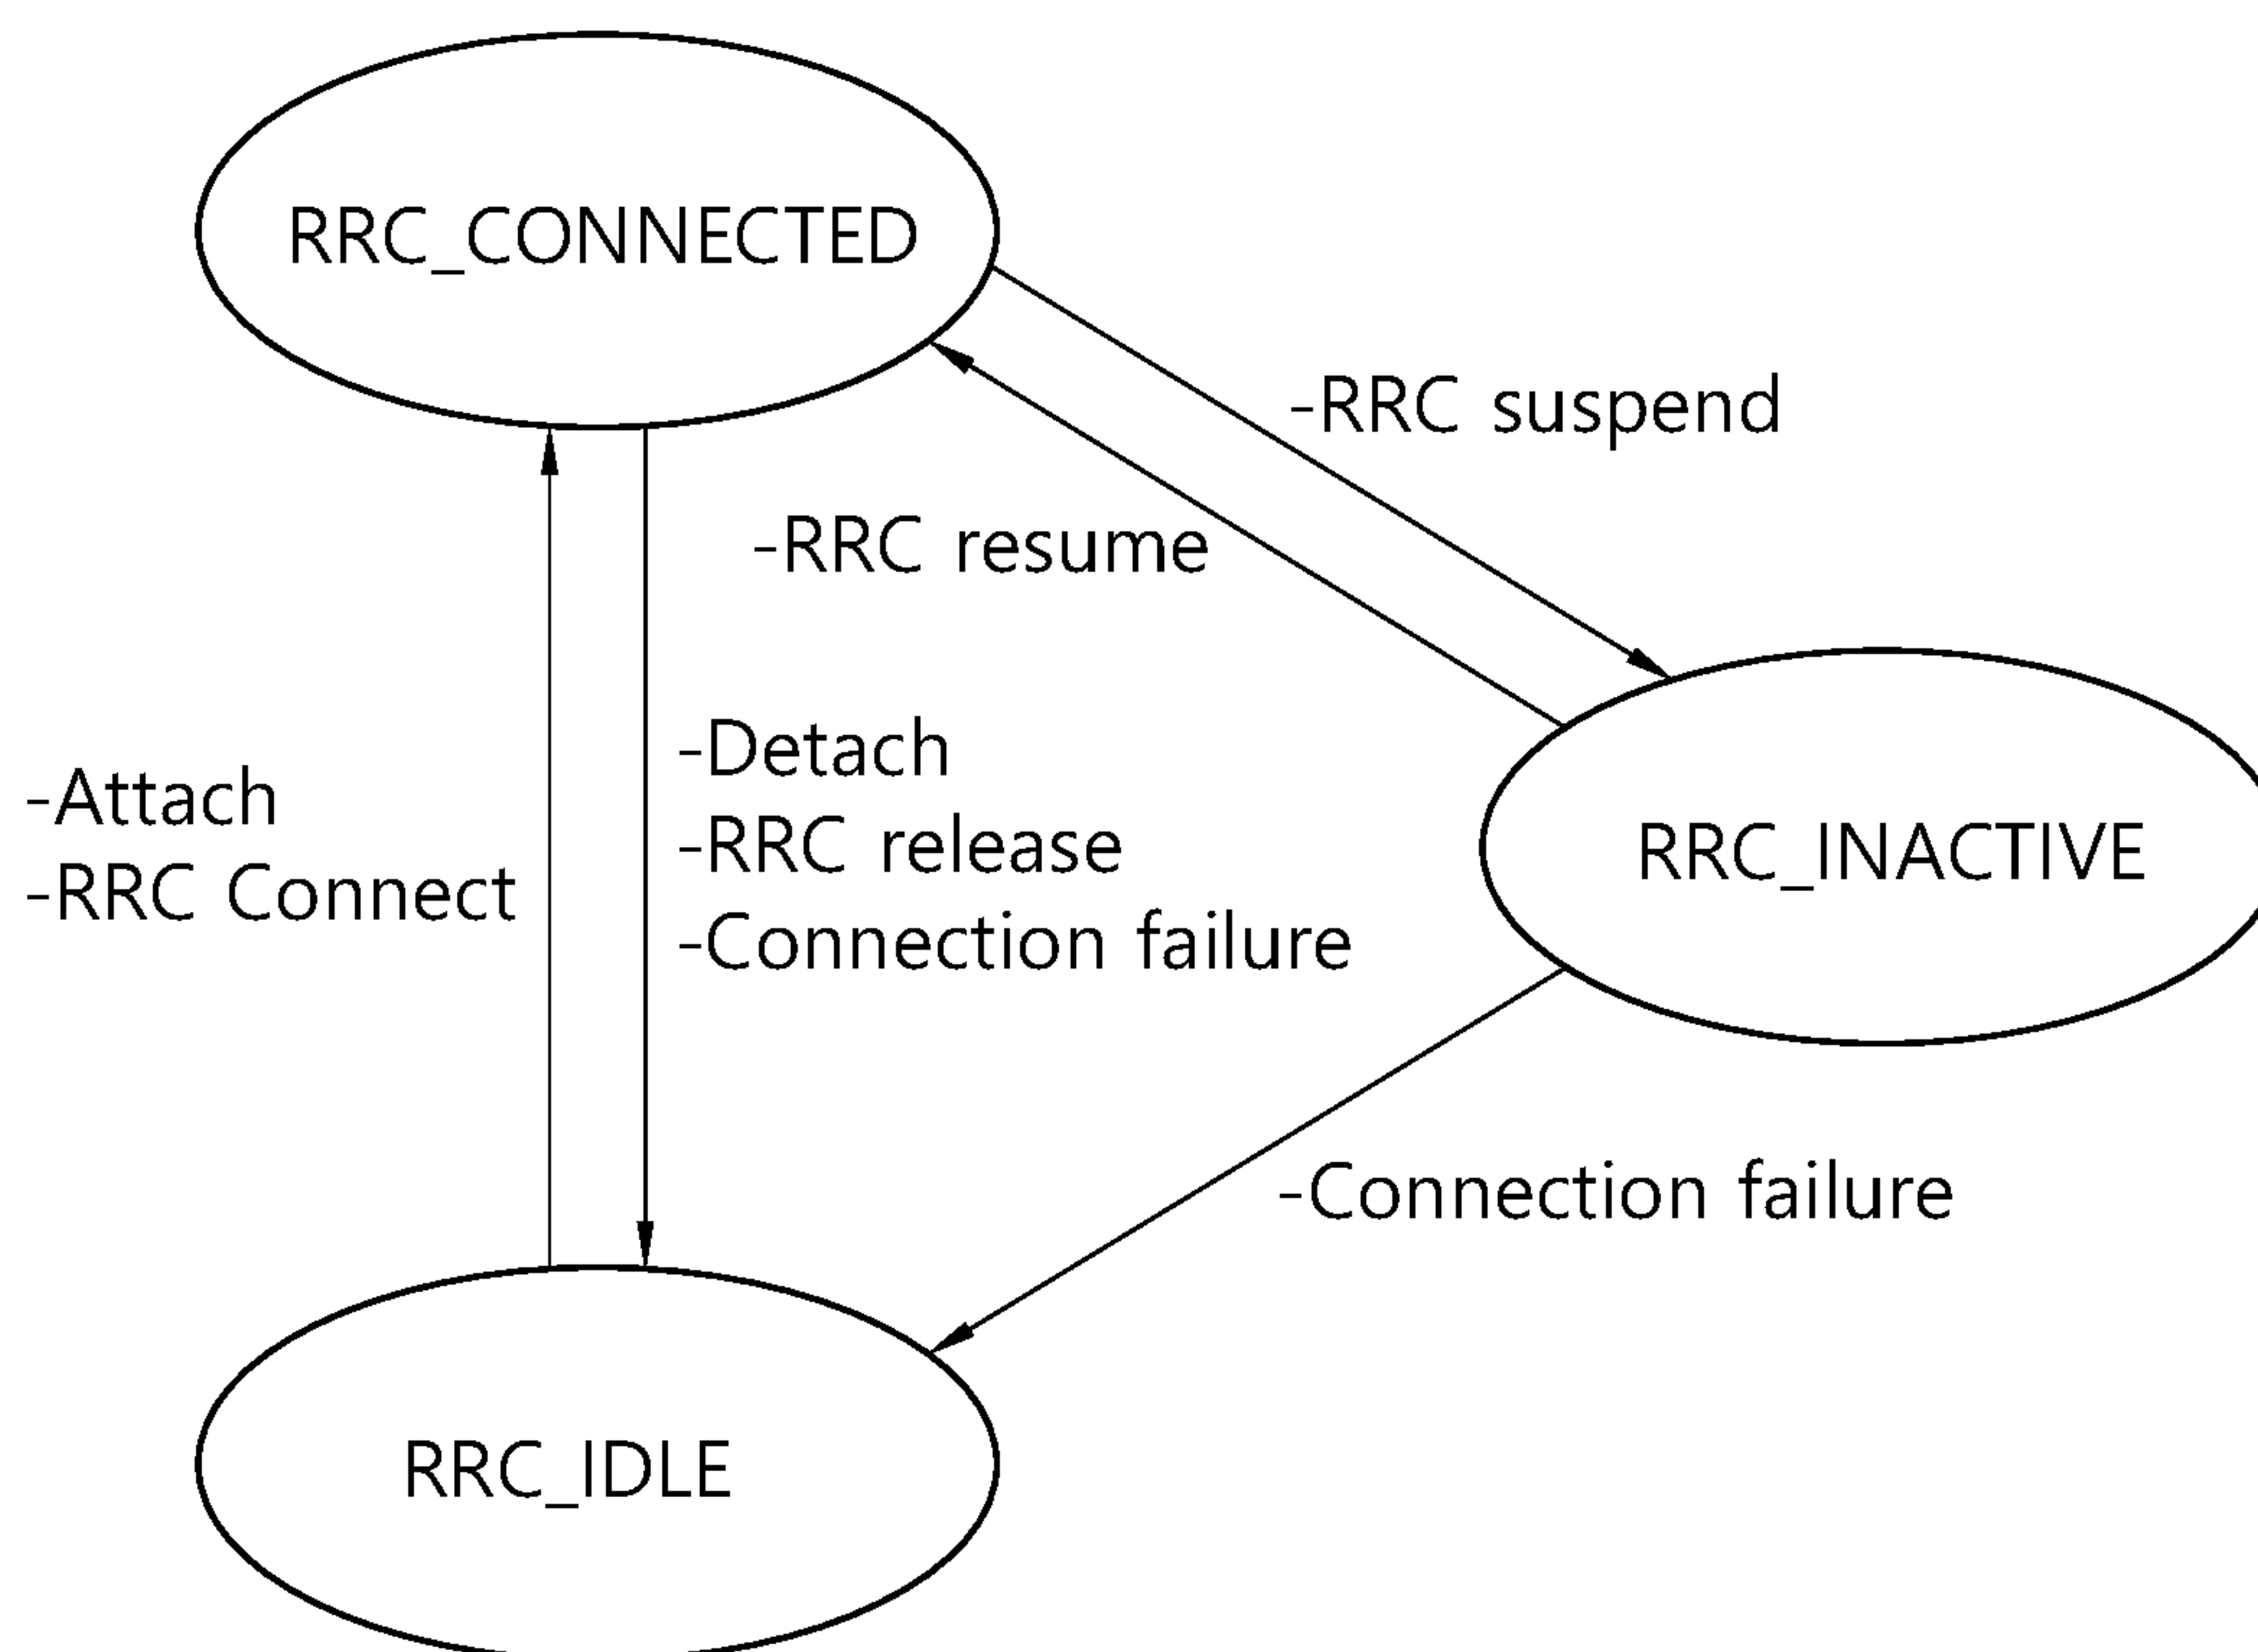 RRC_CONNECTED
-RRC suspend
-RRC resume
-Detach
-RRC release
-Connection failure
-Attach
-RRC Connect
RRC_INACTIVE
-Connection failure
RRC_IDLE